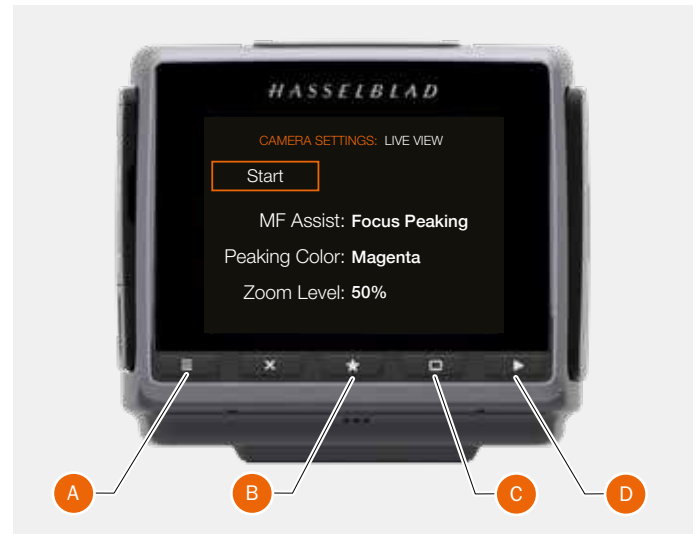 HASSELBLAD
CAMERA SETTINGS: LIVE VIEW
Start
MF Assist: Focus Peaking
Peaking Color: Magenta
Zoom Level: 50%
A
B
C
D